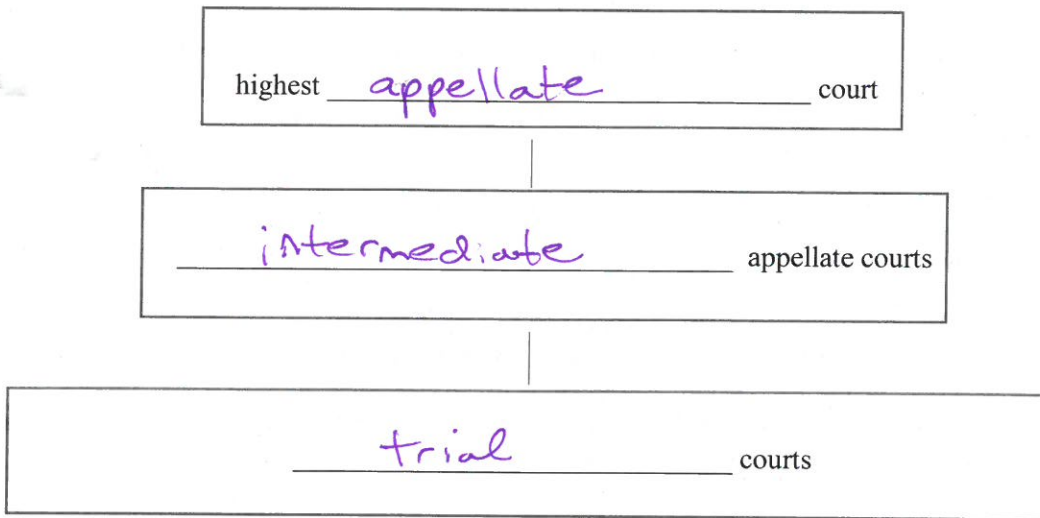 highest appellate court
intermediate appellate courts
trial courts